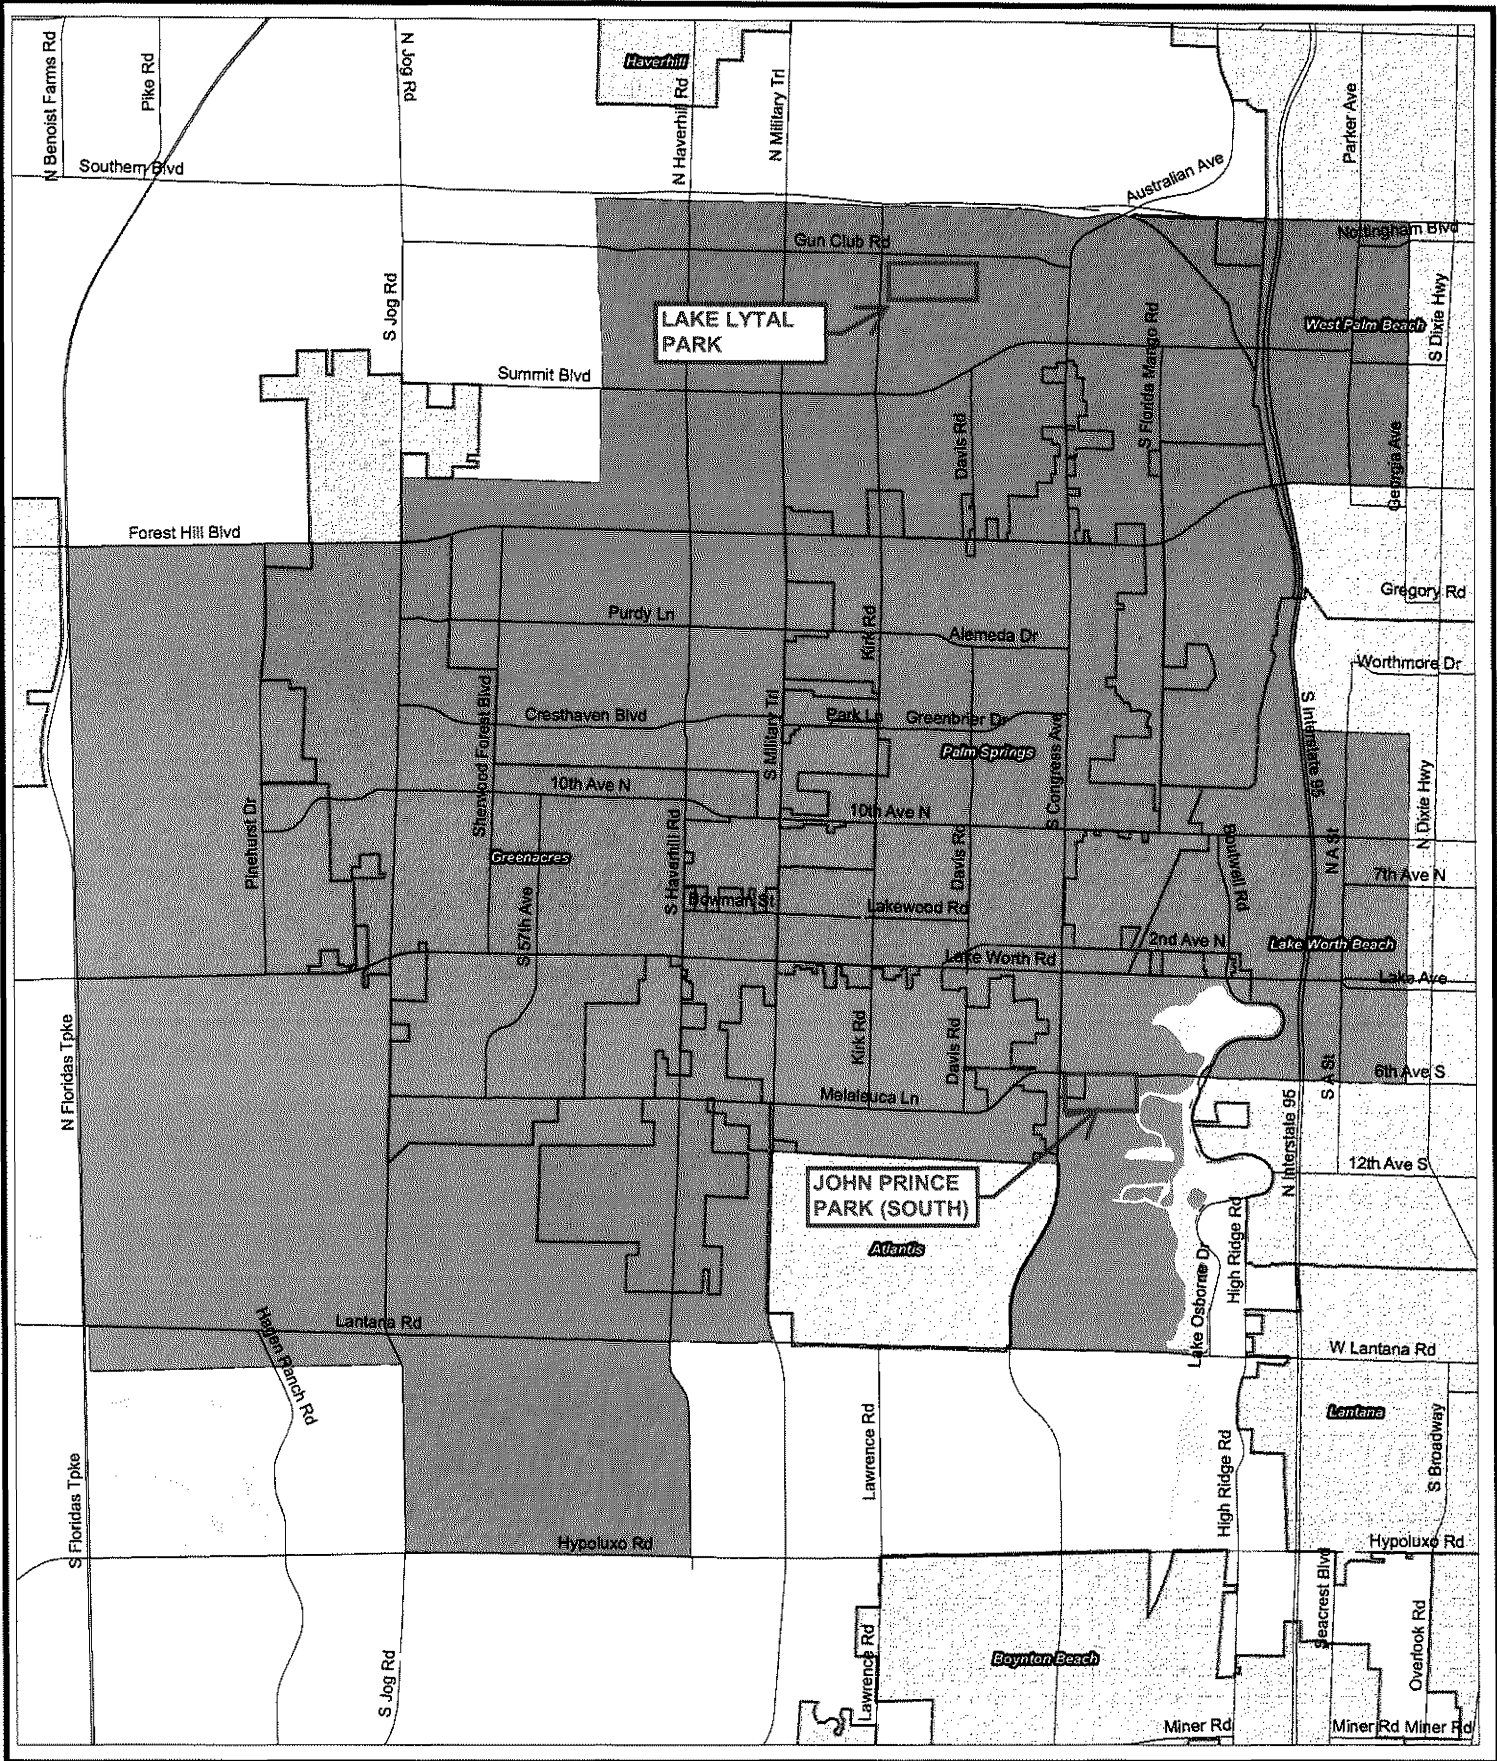 N Benoist Farms Rd
Pike Rd
N Jog Rd
Haverhill
N Haverhill Rd
N Military Trl
Parker Ave
Southern Blvd
Australian Ave
Gun Club Rd
Nottingham Blvd
S Jog Rd
LAKE LYTAL
PARK
S Florida Mango Rd
West Palm Beach
S Dixie Hwy
Summit Blvd
Davis Rd
Georgia Ave
Forest Hill Blvd
Gregory Rd
Purdy Ln
Kirk Rd
Alemeda Dr
Worthmore Dr
Sherwood Forest Blvd
Cresthaven Blvd
S Military Trl
Park Ln
Greenbrier Dr
Palm Springs
S Congress Ave
S Interstate 95
10th Ave N
10th Ave N
N Dixie Hwy
Pinehurst Dr
S Haverhill Rd
Greenacres
Davis Rd
Boutwell Rd
N A St
7th Ave N
S 57th Ave
Bowman St
Lakewood Rd
2nd Ave N
Lake Worth Beach
Lake Worth Rd
Lake Ave
N Floridas Tpke
Kirk Rd
Davis Rd
S A St
6th Ave S
Melaleuca Ln
N Interstate 95
12th Ave S
JOHN PRINCE
PARK (SOUTH)
Atlantis
Lake Osborne Dr
High Ridge Rd
Lantana Rd
Hagen Ranch Rd
W Lantana Rd
Lantana
S Broadway
Lawrence Rd
High Ridge Rd
S Floridas Tpke
Hypoluxo Rd
Hypoluxo Rd
Seacrest Blvd
Overlook Rd
S Jog Rd
Lawrence Rd
Boynton Beach
Miner Rd
Miner Rd
Miner Rd